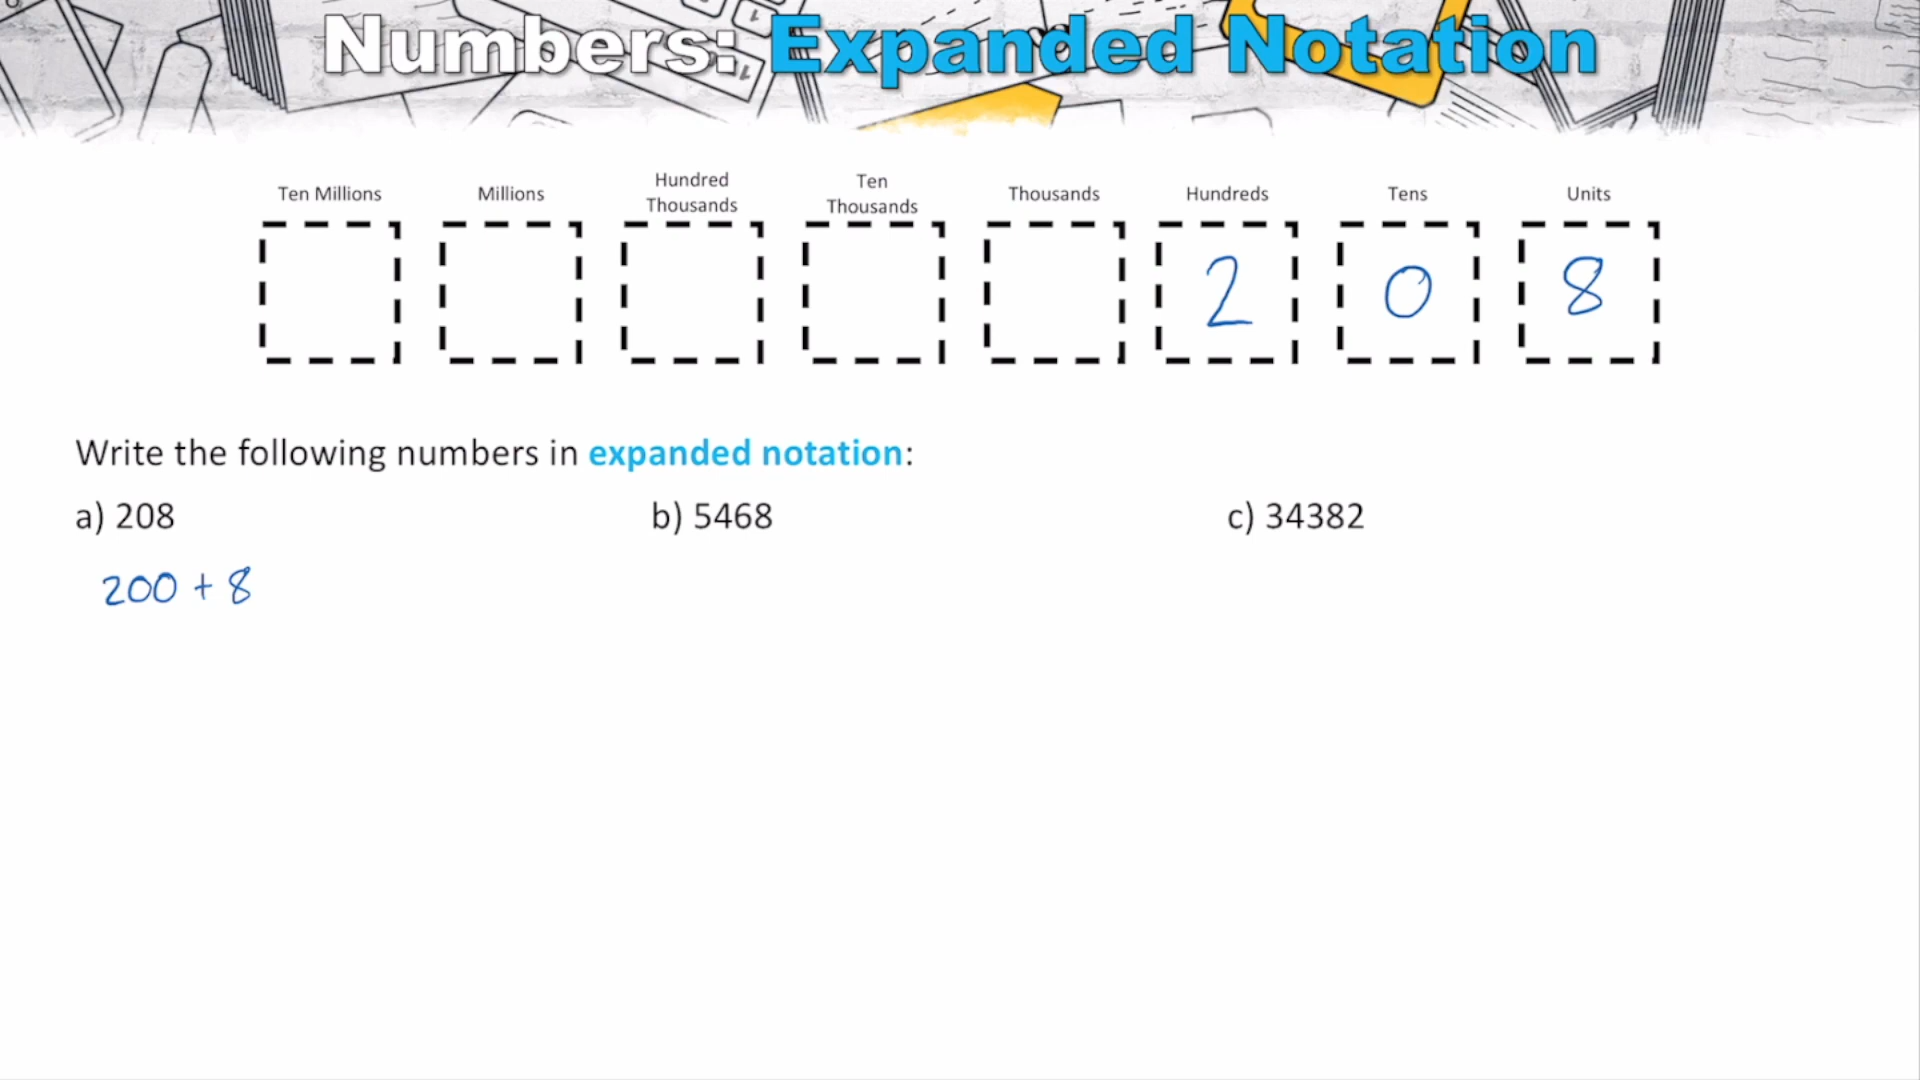 Numbers: Expanded Notation
Ten Millions Millions Hundred Thousands Ten Thousands Thousands Hundreds Tens Units
2 0 8
Write the following numbers in expanded notation:
a) 208 b) 5468 c) 34382
200 + 8